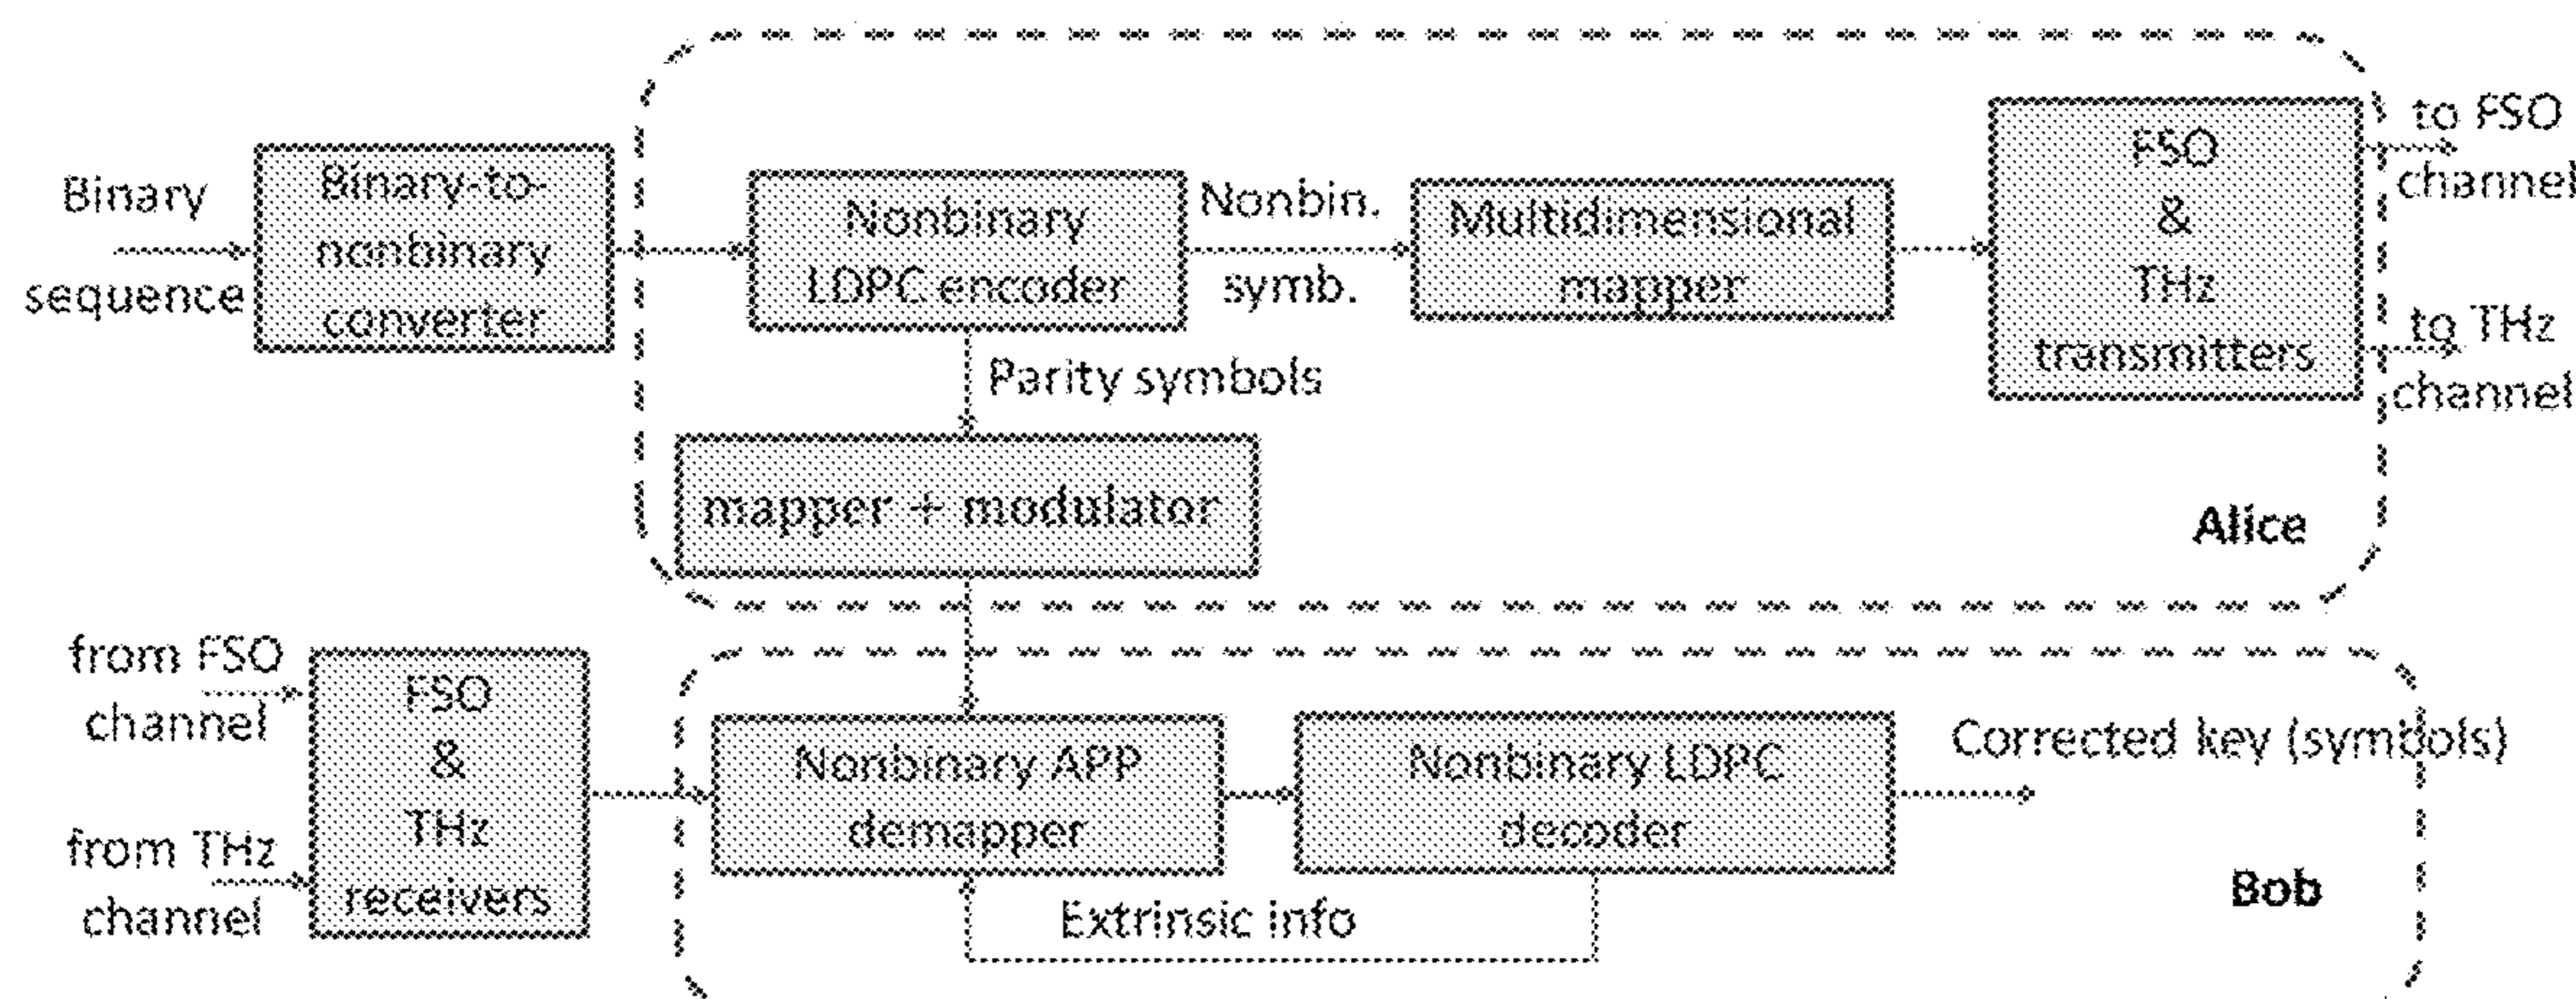 Binary
sequence
Binary-to-
nonbinary
converter
Nonbinary
LDPC encoder
Nonbin.
symb.
Multidimensional
mapper
FSO
&
THz
transmitters
to FSO
channel
to THz
channel
Parity symbols
mapper + modulator
Alice
from FSO
channel
from THz
channel
FSO
&
THz
receivers
Nonbinary APP
demapper
Nonbinary LDPC
decoder
Corrected key (symbols)
Extrinsic info
Bob